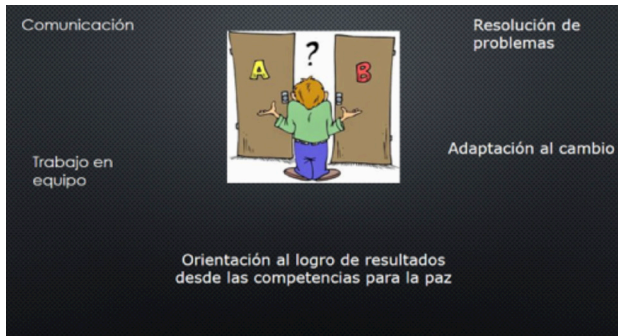 Comunicación
Resolución de
problemas
A
?
B
Adaptación al cambio
Trabajo en
equipo
Orientación al logro de resultados
desde las competencias para la paz